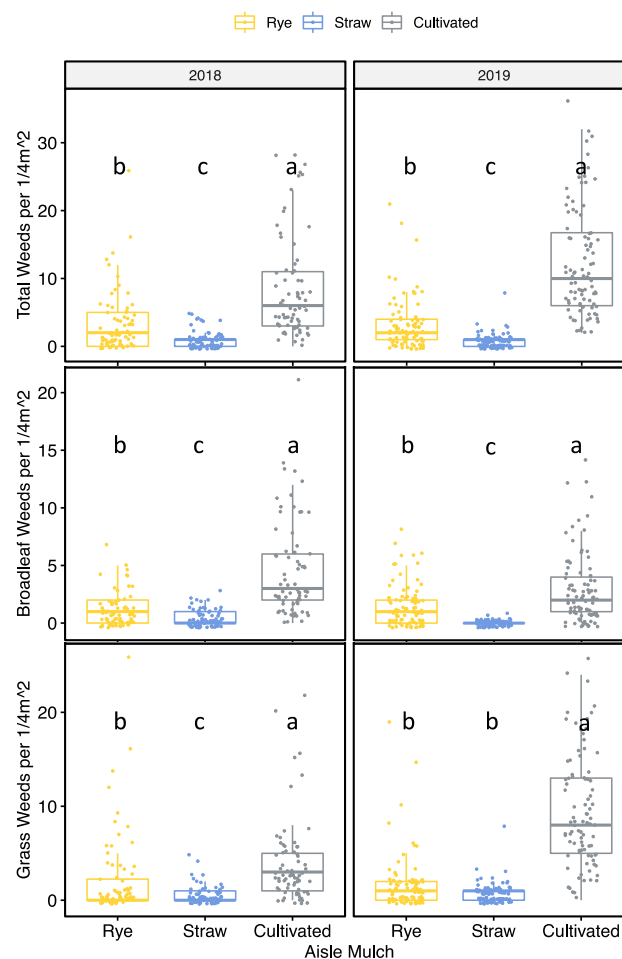 Rye Straw Cultivated
2018 2019
Total Weeds per 1/4m^2
30
20
10
0
b c a b c a
Broadleaf Weeds per 1/4m^2
20
15
10
5
0
b c a b c a
Grass Weeds per 1/4m^2
20
10
0
b c a b b a
Rye Straw Cultivated Rye Straw Cultivated
Aisle Mulch